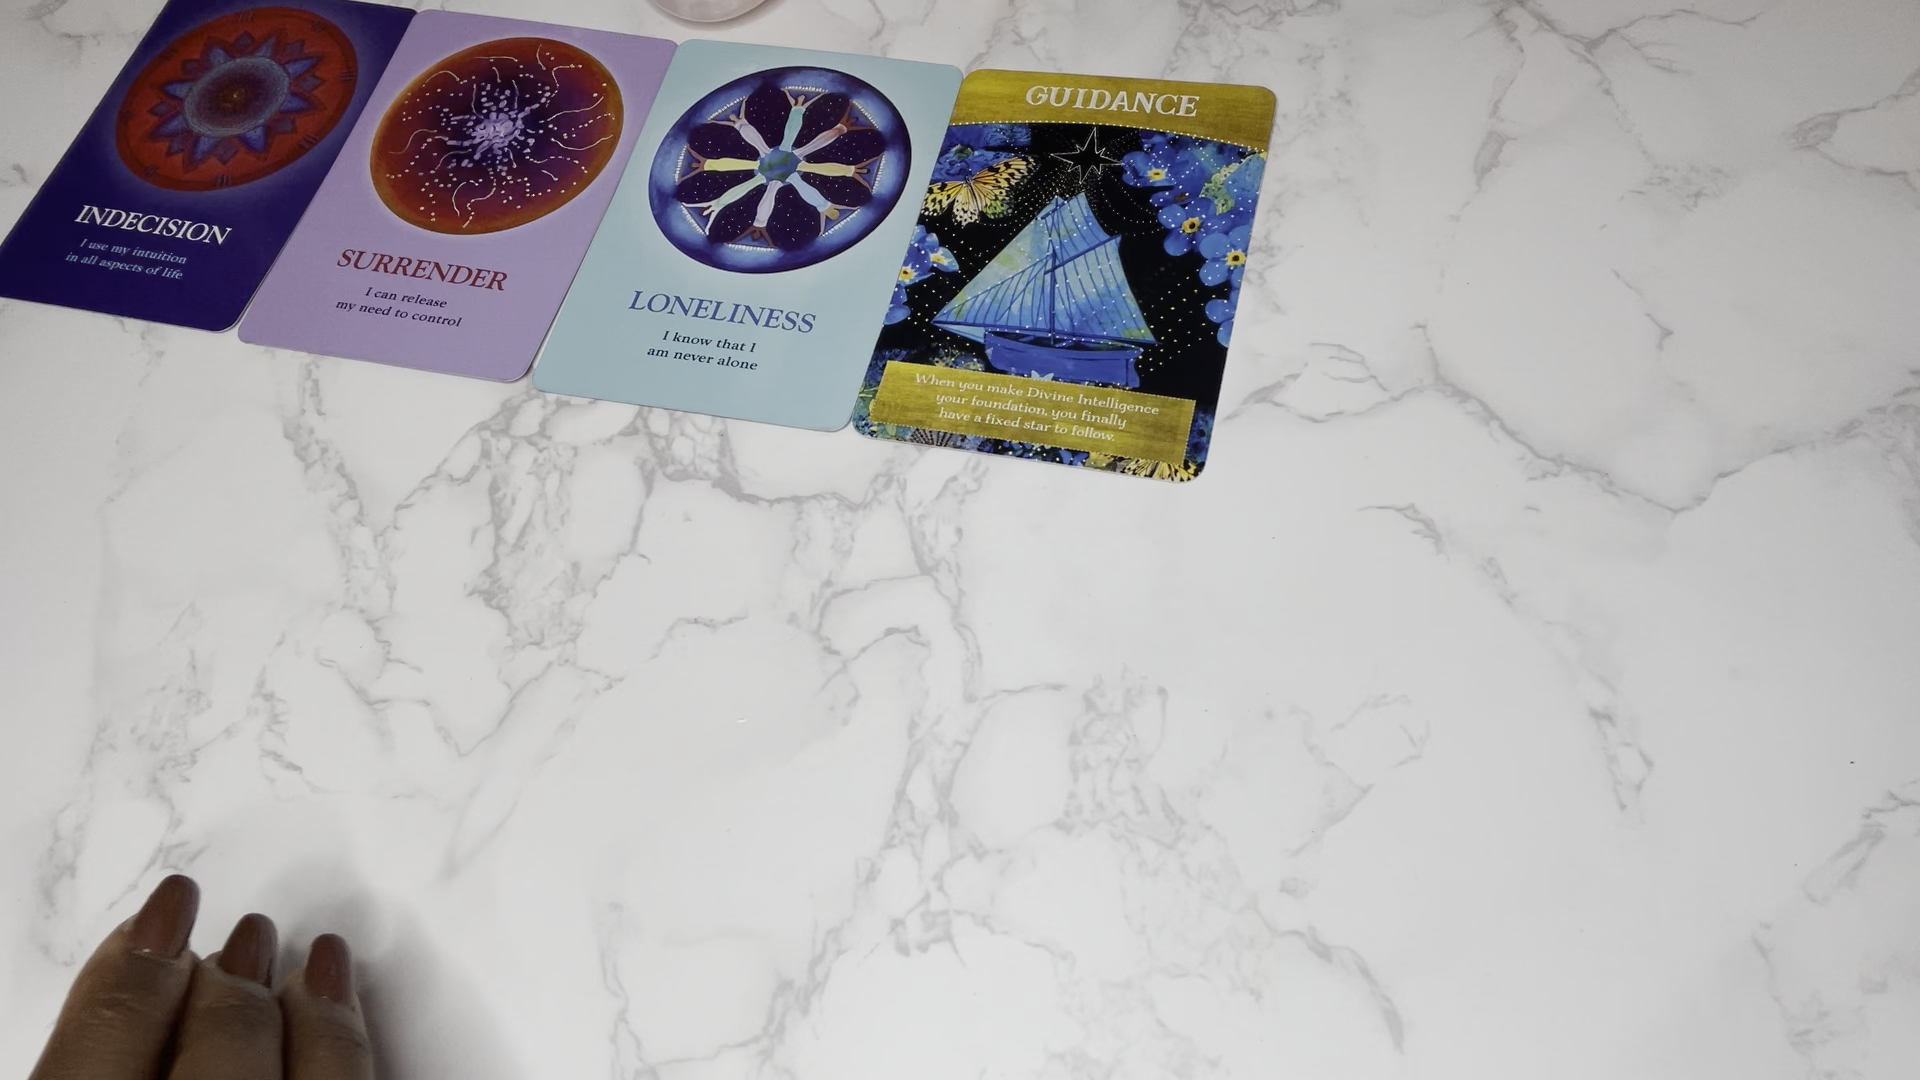 INDECISION
I use my intuition
in all aspects of life
SURRENDER
I can release
my need to control
LONELINESS
I know that I
am never alone
GUIDANCE
When you make Divine Intelligence
your foundation, you finally
have a fixed star to follow.